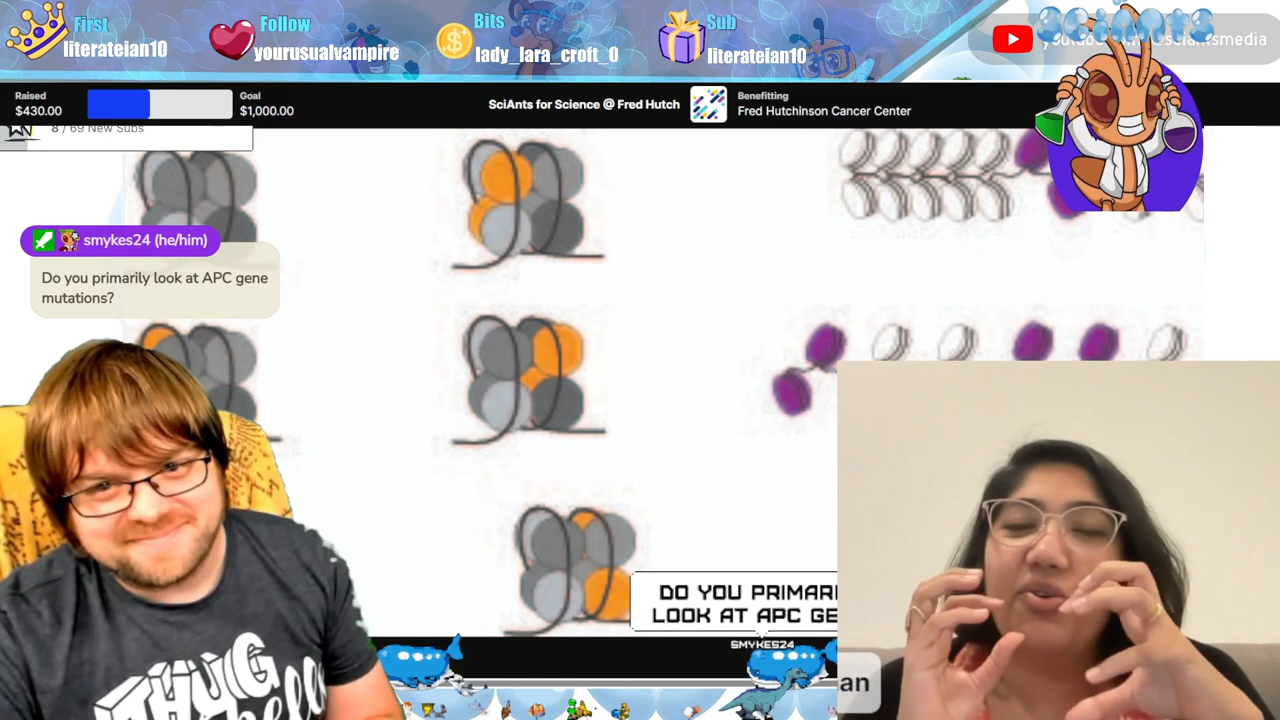 First
literateian10
Follow
yourusualvampire
Bits
lady_lara_croft_0
Sub
literateian10
Raised
$430.00
Goal
$1,000.00
SciAnts for Science @ Fred Hutch
Benefitting
Fred Hutchinson Cancer Center
8 / 69 New Subs
smykes24 (he/him)
Do you primarily look at APC gene
mutations?
DO YOU PRIMAR
LOOK AT APC GE
SMYKES24
an